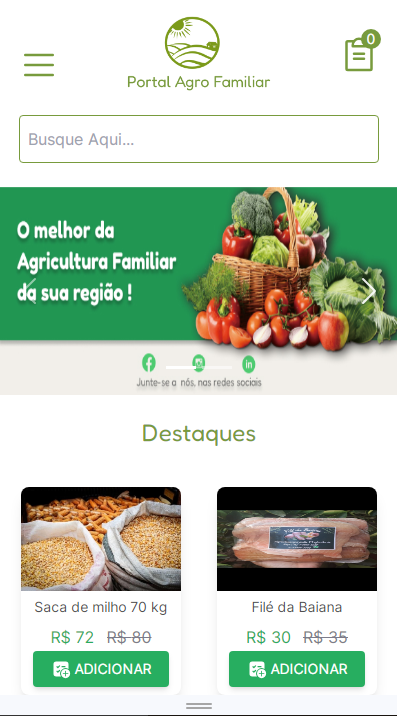 0
Portal Agro Familiar
Busque Aqui...
O melhor da
Agricultura Familiar
da sua região !
Junte-se a nós, nas redes sociais
Destaques
Saca de milho 70 kg
R$ 72 R$ 80
ADICIONAR
Filé da Baiana
R$ 30 R$ 35
ADICIONAR